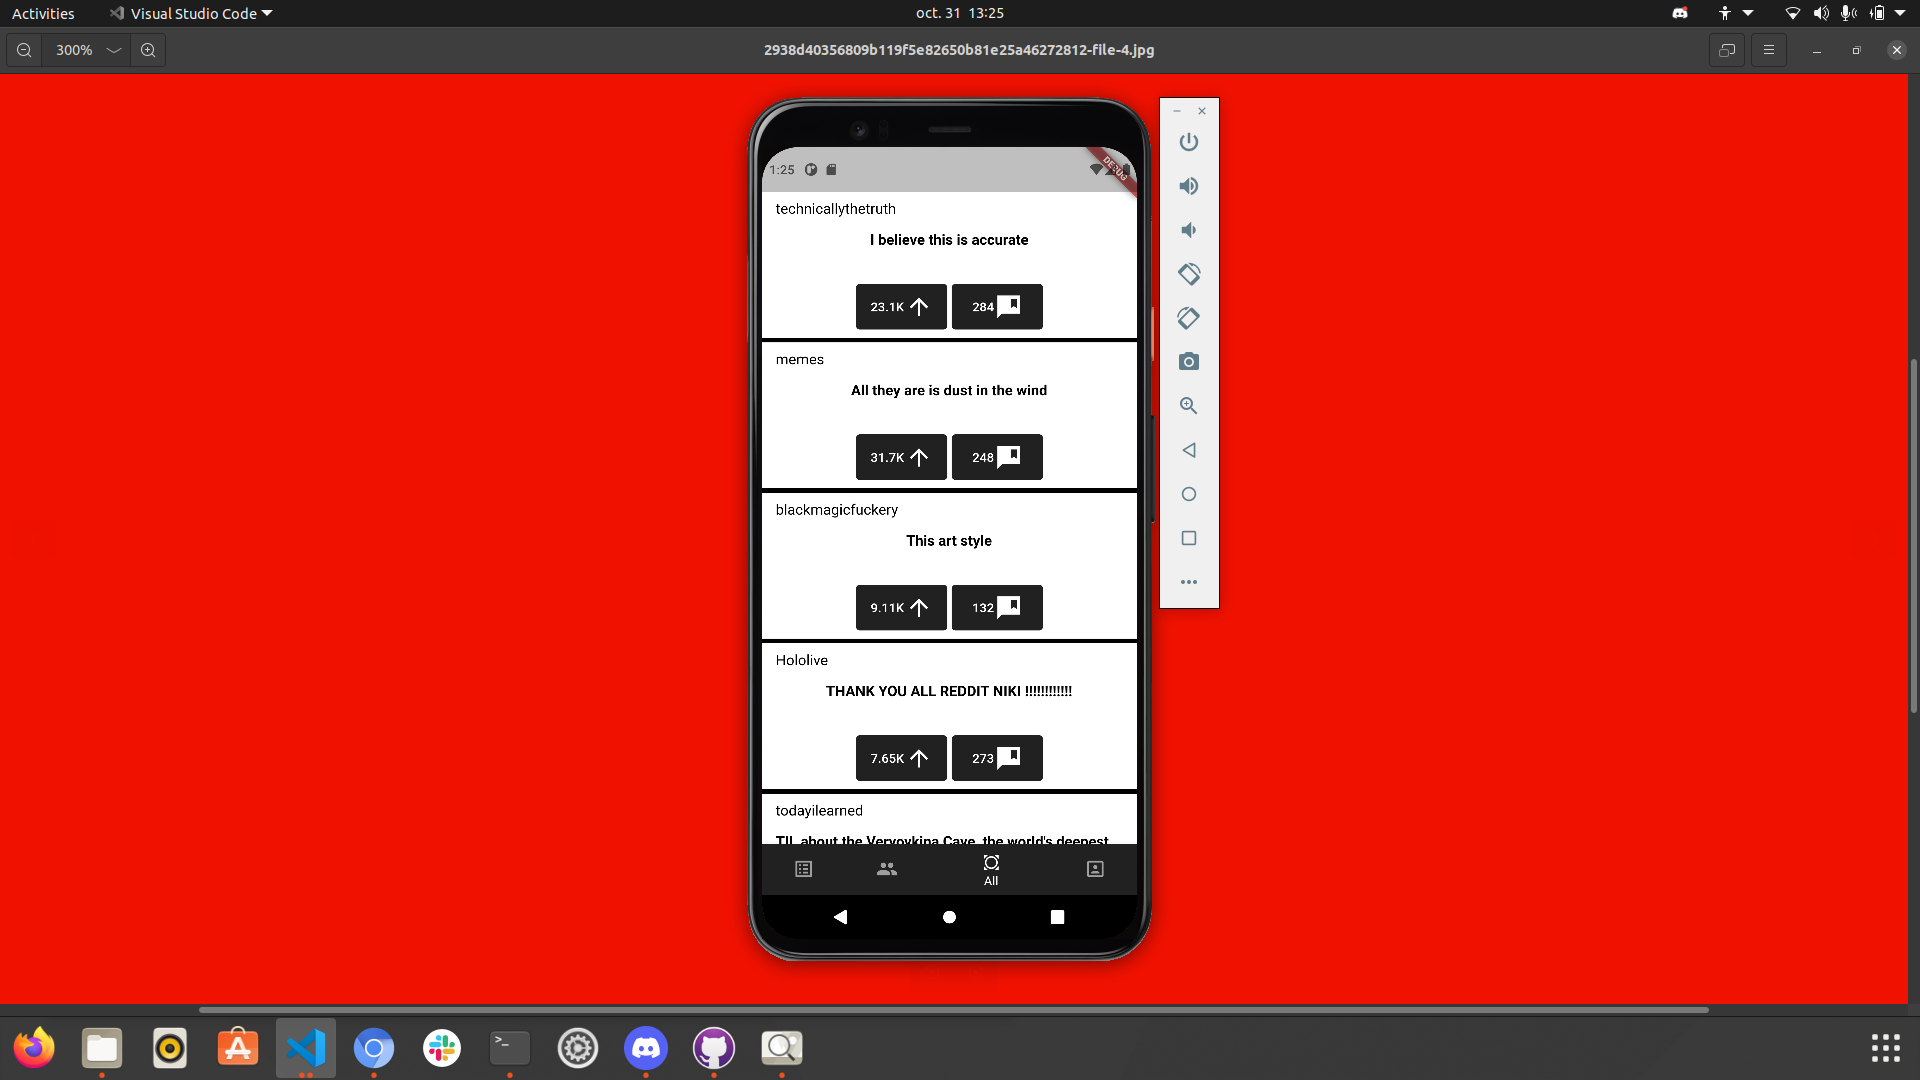 Activities
Visual Studio Code
oct. 31 13:25
300%
2938d40356809b119f5e82650b81e25a46272812-file-4.jpg
1:25
DEBUG
technicallythetruth
I believe this is accurate
23.1K
284
memes
All they are is dust in the wind
31.7K
248
blackmagicfuckery
This art style
9.11K
132
Hololive
THANK YOU ALL REDDIT NIKI !!!!!!!!!!!!
7.65K
273
todayilearned
TIL about the Veryovkina Cave, the world's deepest
All